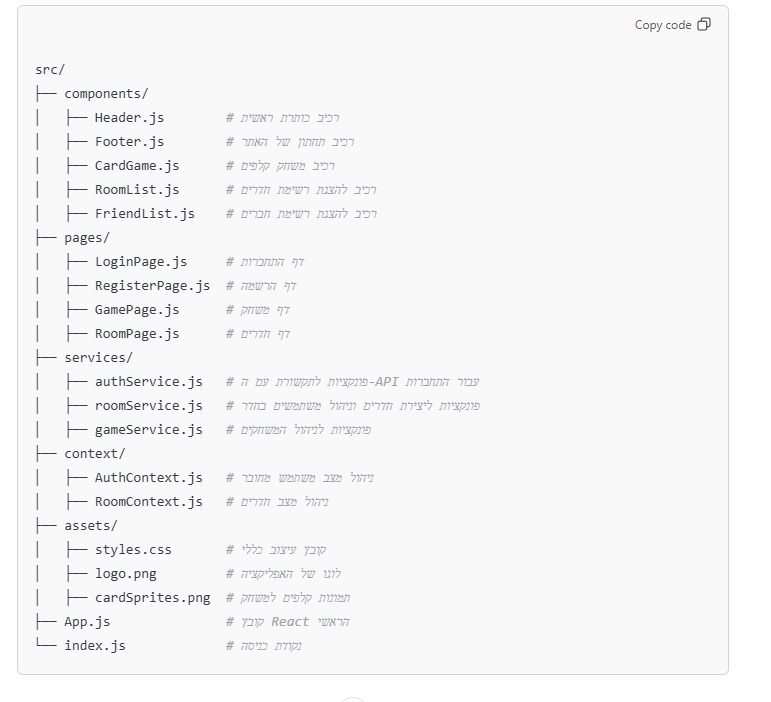 Copy code
src/
├── components/
│   ├── Header.js        # רכיב כותרת ראשית
│   ├── Footer.js        # רכיב תחתון של האתר
│   ├── CardGame.js      # רכיב משחק קלפים
│   ├── RoomList.js      # רכיב להצגת רשימת חדרים
│   ├── FriendList.js    # רכיב להצגת רשימת חברים
├── pages/
│   ├── LoginPage.js     # דף התחברות
│   ├── RegisterPage.js  # דף הרשמה
│   ├── GamePage.js      # דף משחק
│   ├── RoomPage.js      # דף חדרים
├── services/
│   ├── authService.js   # פונקציות לתקשורת עם ה-API עבור התחברות
│   ├── roomService.js   # פונקציות ליצירת חדרים וניהול משתמשים בחדר
│   ├── gameService.js   # פונקציות לניהול המשחקים
├── context/
│   ├── AuthContext.js   # ניהול מצב משתמש מחובר
│   ├── RoomContext.js   # ניהול מצב חדרים
├── assets/
│   ├── styles.css       # קובץ עיצוב כללי
│   ├── logo.png         # לוגו של האפליקציה
│   ├── cardSprites.png  # תמונות קלפים למשחק
├── App.js               # קובץ React הראשי
└── index.js             # נקודת כניסה